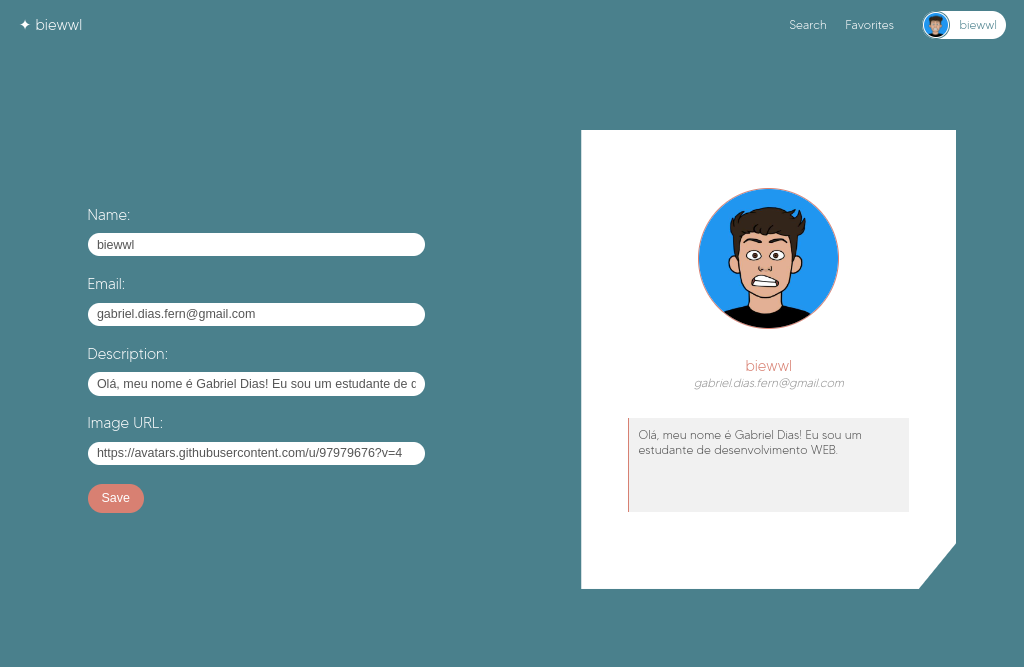 ✦ biewwl
Search Favorites biewwl
Name:
biewwl
Email:
gabriel.dias.fern@gmail.com
Description:
Olá, meu nome é Gabriel Dias! Eu sou um estudante de
Image URL:
https://avatars.githubusercontent.com/u/97979676?v=4
Save
biewwl
gabriel.dias.fern@gmail.com
Olá, meu nome é Gabriel Dias! Eu sou um
estudante de desenvolvimento WEB.